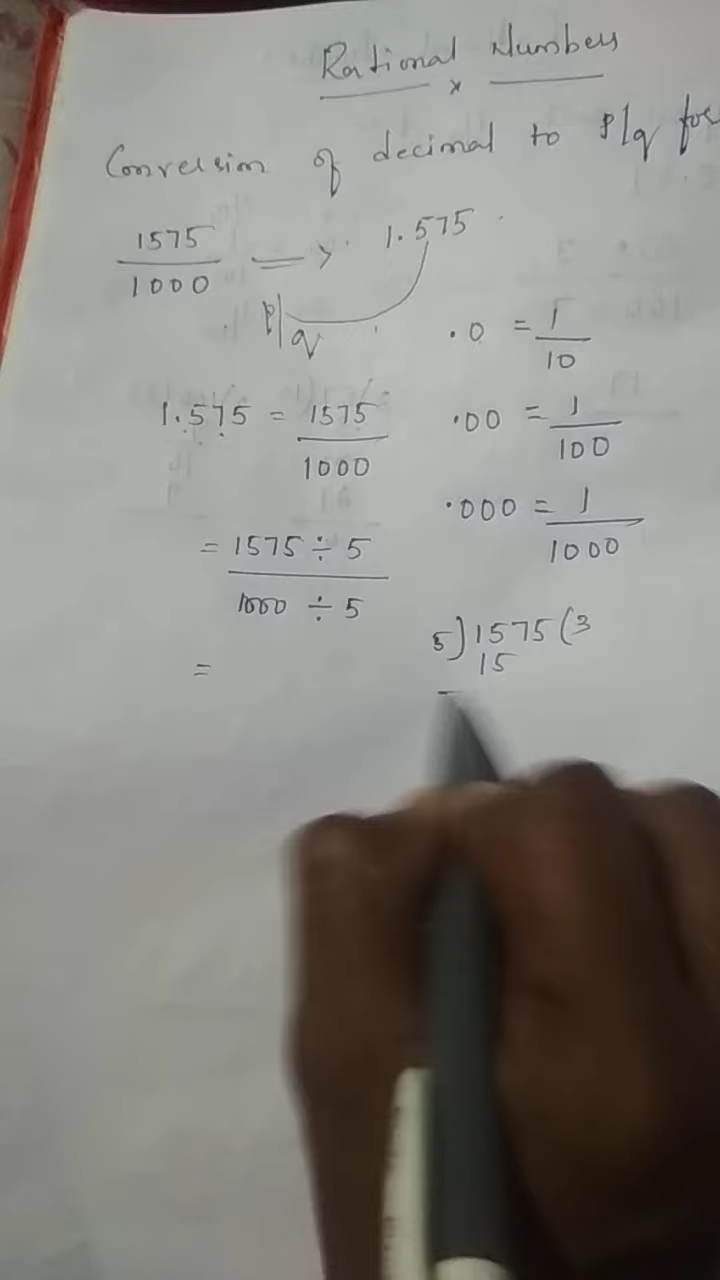 Rational Numbers
x
Conversion of decimal to P/q for
1575/1000 => 1.575
P/q
.0 = 1/10
1.575 = 1575/1000
.00 = 1/100
.000 = 1/1000
= 1575 ÷ 5 / 1000 ÷ 5
5)1575(3
15
=